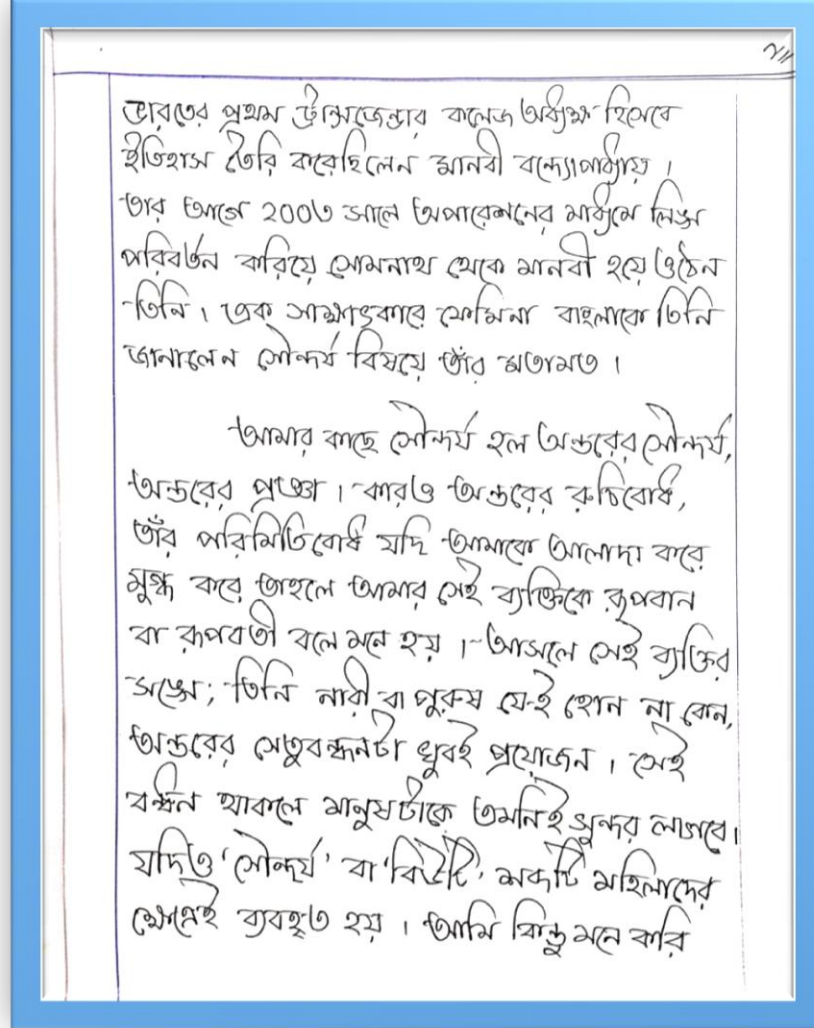 ২৷৷
ভারতের প্রথম ট্রান্সজেন্ডার কলেজ অধ্যক্ষ হিসেবে
ইতিহাস তৈরি করেছিলেন মানবী বন্দ্যোপাধ্যায় ।
তার আগে ২০০৩ সালে অপারেশনের মাধ্যমে লিঙ্গ
পরিবর্তন করিয়ে সোমনাথ থেকে মানবী হয়ে ওঠেন
তিনি । এক সাক্ষাৎকারে ফেমিনা বাংলাকে তিনি
জানালেন সৌন্দর্য বিষয়ে তাঁর মতামত ।
আমার কাছে সৌন্দর্য হল অন্তরের সৌন্দর্য,
অন্তরের প্রজ্ঞা । কারও অন্তরের রুচিবোধ,
তাঁর পরিমিতিবোধ যদি আমাকে আলাদা করে
মুগ্ধ করে তাহলে আমার সেই ব্যক্তিকে রূপবান
বা রূপবতী বলে মনে হয় । আসলে সেই ব্যক্তির
সঙ্গে; তিনি নারী বা পুরুষ যে-ই হোন না কেন,
অন্তরের সেতুবন্ধনটা খুবই প্রয়োজন । সেই
বন্ধন থাকলে মানুষটাকে এমনিই সুন্দর লাগবে।
যদিও ‘সৌন্দর্য’ বা ‘বিউটি’ শব্দটি মহিলাদের
ক্ষেত্রেই ব্যবহৃত হয় । আমি কিন্তু মনে করি